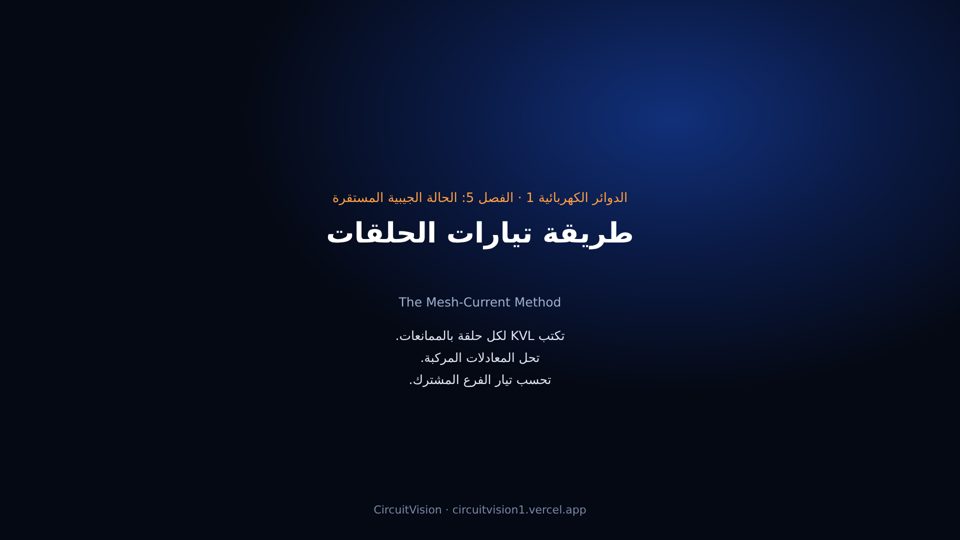 الدوائر الكهربائية 1 · الفصل 5: الحالة الجيبية المستقرة
طريقة تيارات الحلقات
The Mesh-Current Method
تكتب KVL لكل حلقة بالممانعات.
تحل المعادلات المركبة.
تحسب تيار الفرع المشترك.
CircuitVision · circuitvision1.vercel.app